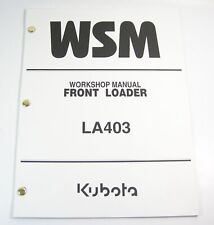 WSM
WORKSHOP MANUAL
FRONT LOADER
LA403
Kubota